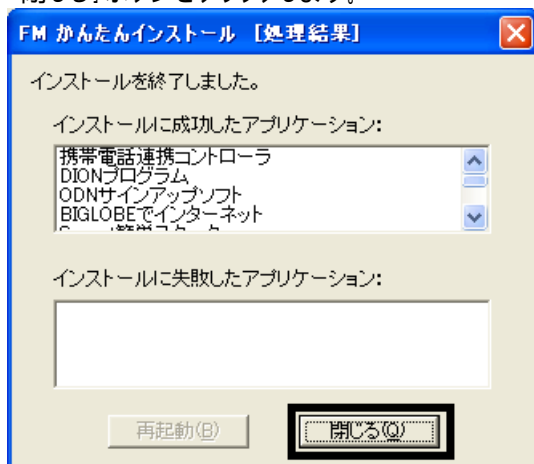 FM かんたんインストール [処理結果]
インストールを終了しました。
インストールに成功したアプリケーション:
携帯電話連携コントローラ
DIONプログラム
ODNサインアップソフト
BIGLOBEでインターネット
インストールに失敗したアプリケーション:
再起動(B)
閉じる(Q)